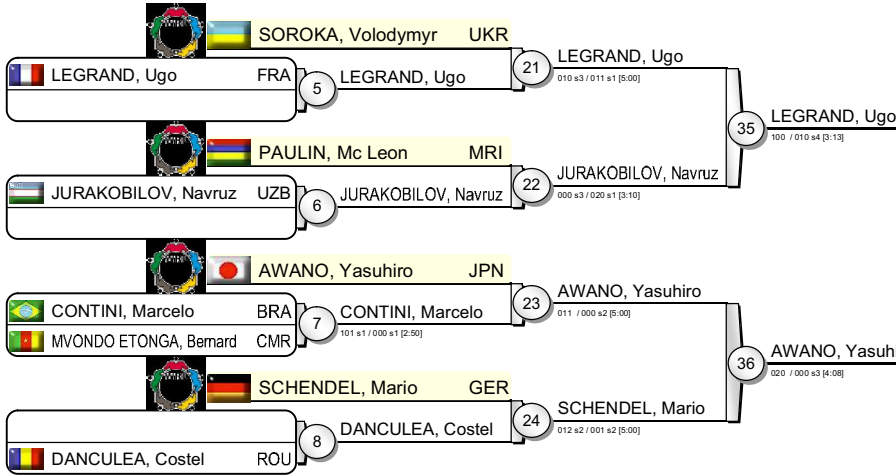 SOROKA, Volodymyr UKR
LEGRAND, Ugo FRA
5
LEGRAND, Ugo
21
LEGRAND, Ugo
010 s3 / 011 s1 [5:00]
35
LEGRAND, Ugo
100 / 010 s4 [3:13]
PAULIN, Mc Leon MRI
JURAKOBILOV, Navruz UZB
6
JURAKOBILOV, Navruz
22
JURAKOBILOV, Navruz
000 s3 / 020 s1 [3:10]
AWANO, Yasuhiro JPN
CONTINI, Marcelo BRA
MVONDO ETONGA, Bernard CMR
7
CONTINI, Marcelo
101 s1 / 000 s1 [2:50]
23
AWANO, Yasuhiro
011 / 000 s2 [5:00]
36
AWANO, Yasuhi
020 / 000 s3 [4:08]
SCHENDEL, Mario GER
DANCULEA, Costel ROU
8
DANCULEA, Costel
24
SCHENDEL, Mario
012 s2 / 001 s2 [5:00]